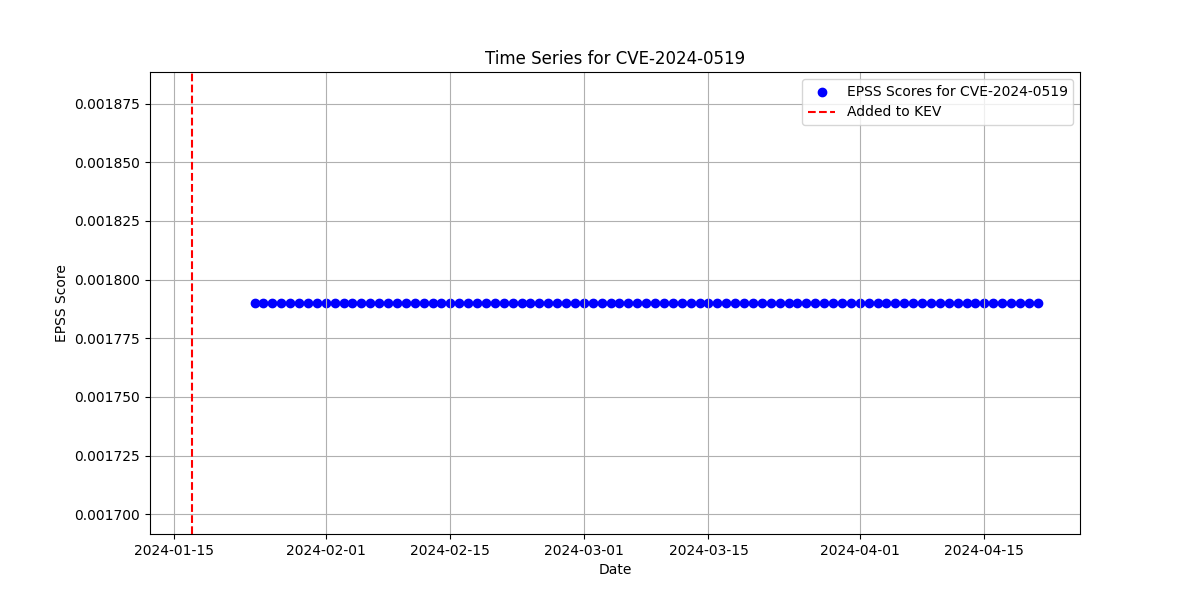 Time Series for CVE-2024-0519
EPSS Scores for CVE-2024-0519
Added to KEV
0.001875
0.001850
0.001825
0.001800
0.001775
0.001750
0.001725
0.001700
EPSS Score
2024-01-15 2024-02-01 2024-02-15 2024-03-01 2024-03-15 2024-04-01 2024-04-15
Date